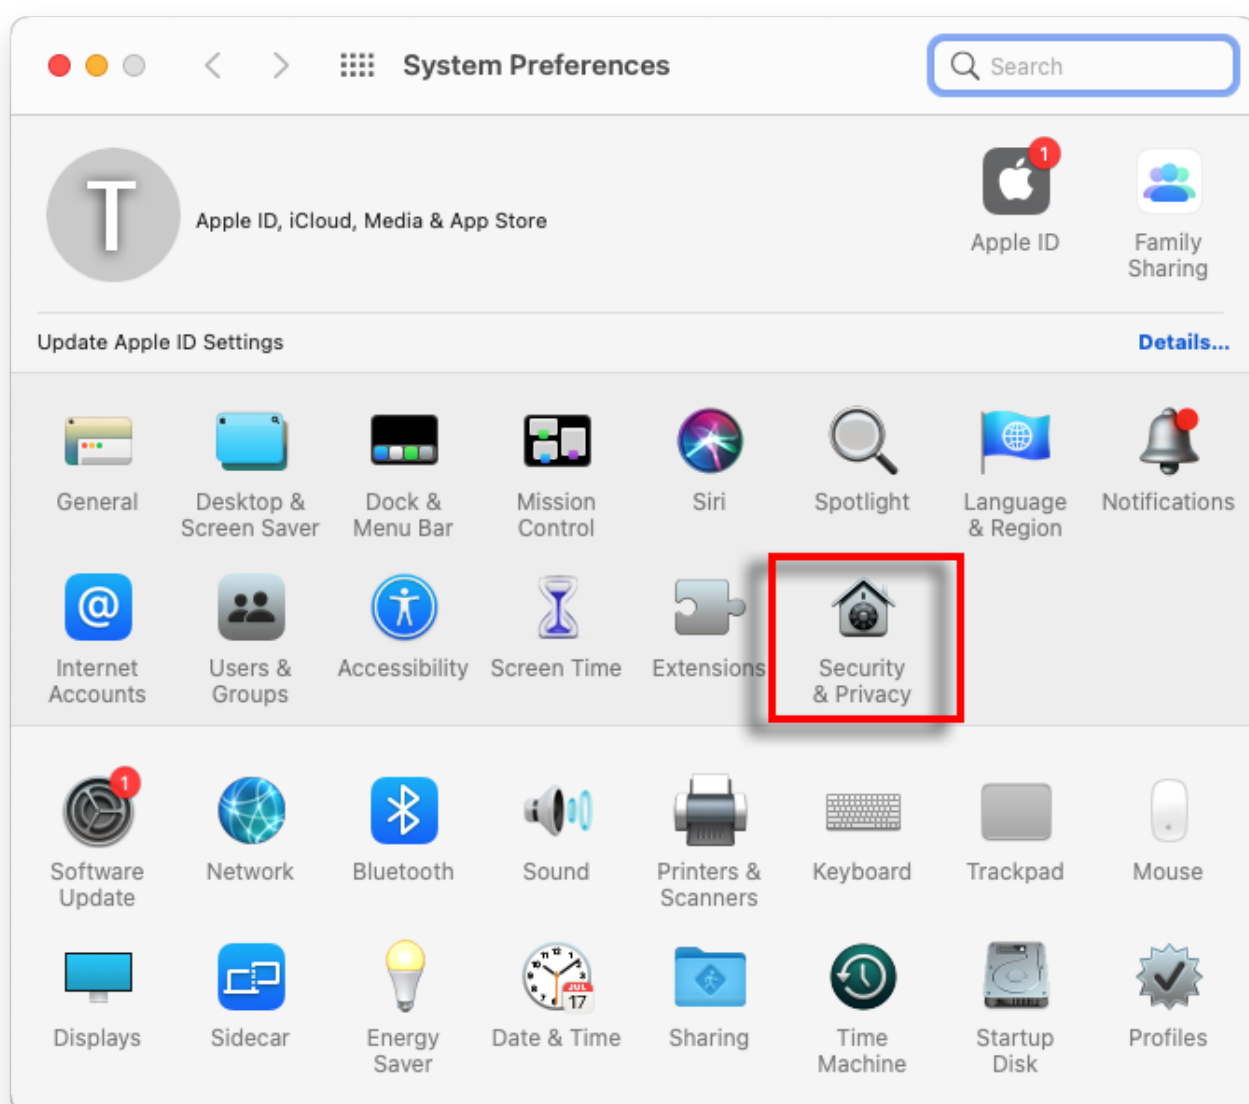 System Preferences
Search
T
Apple ID, iCloud, Media & App Store
1
Apple ID
Family
Sharing
Update Apple ID Settings
Details...
General
Desktop &
Screen Saver
Dock &
Menu Bar
Mission
Control
Siri
Spotlight
Language
& Region
Notifications
@
Internet
Accounts
Users &
Groups
Accessibility
Screen Time
Extensions
Security
& Privacy
1
Software
Update
Network
Bluetooth
Sound
Printers &
Scanners
Keyboard
Trackpad
Mouse
Displays
Sidecar
Energy
Saver
JUL
17
Date & Time
Sharing
Time
Machine
Startup
Disk
Profiles